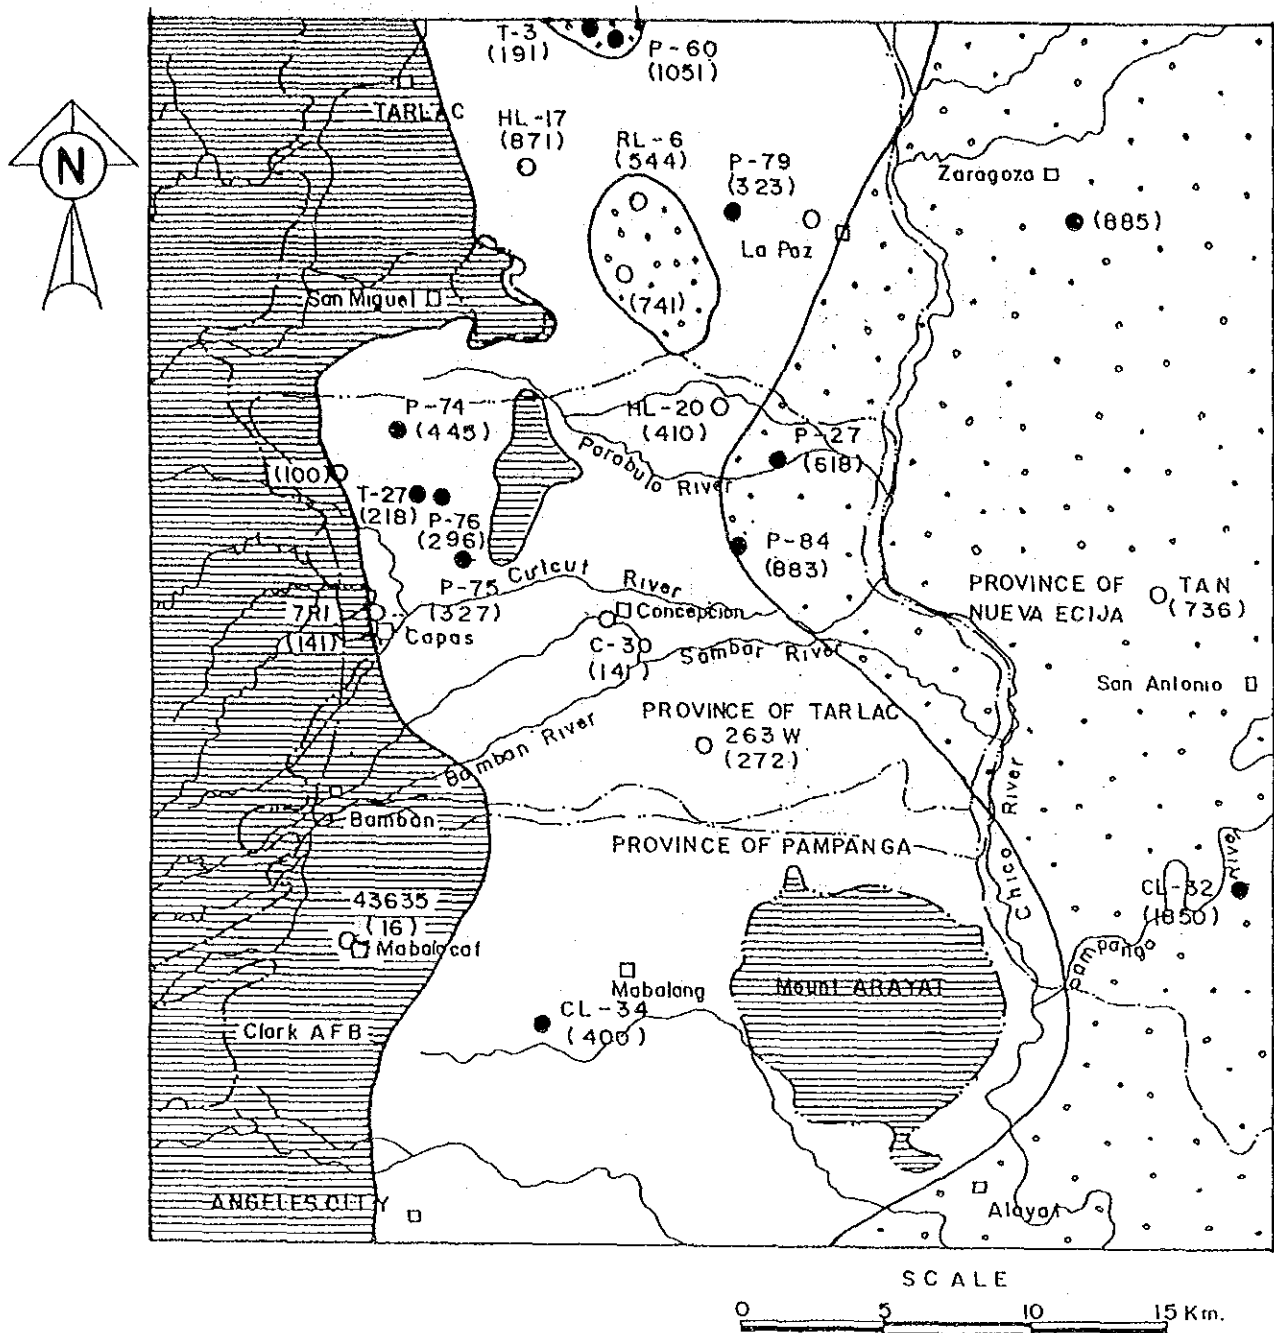 T-3
(191)
P-60
(1051)
N
TARLAC
HL-17
(871)
RL-6
(544)
P-79
(323)
Zaragoza
(885)
La Paz
San Miguel
(741)
P-74
(445)
HL-20
(410)
P-27
(618)
Parabulo River
(100)
T-27
(218)
P-76
(296)
P-84
(883)
P-75
(327)
Cutcut River
7R1
(141)
Capas
Concepcion
C-30
(141)
Sambar River
PROVINCE OF
NUEVA ECIJA
TAN
(736)
San Antonio
PROVINCE OF TARLAC
263 W
(272)
Bamban River
Bamban
PROVINCE OF PAMPANGA
Chico River
43635
(16)
Mabalacat
CL-32
(1850)
Pampanga River
Mount ARAYAT
Mabalang
CL-34
(400)
Clark AFB
ANGELES CITY
Alayat
SCALE
0 5 10 15 Km.